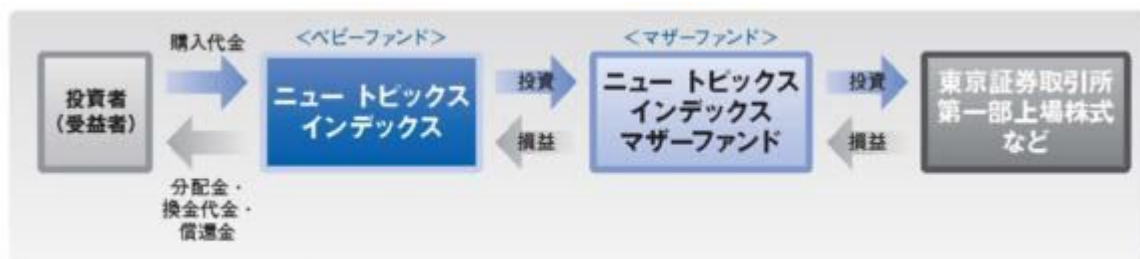 購入代金
<ベビーファンド>
<マザーファンド>
投資者
(受益者)
ニュー トピックス
インデックス
投資
損益
ニュー トピックス
インデックス
マザーファンド
投資
損益
東京証券取引所
第一部上場株式
など
分配金・
換金代金・
償還金